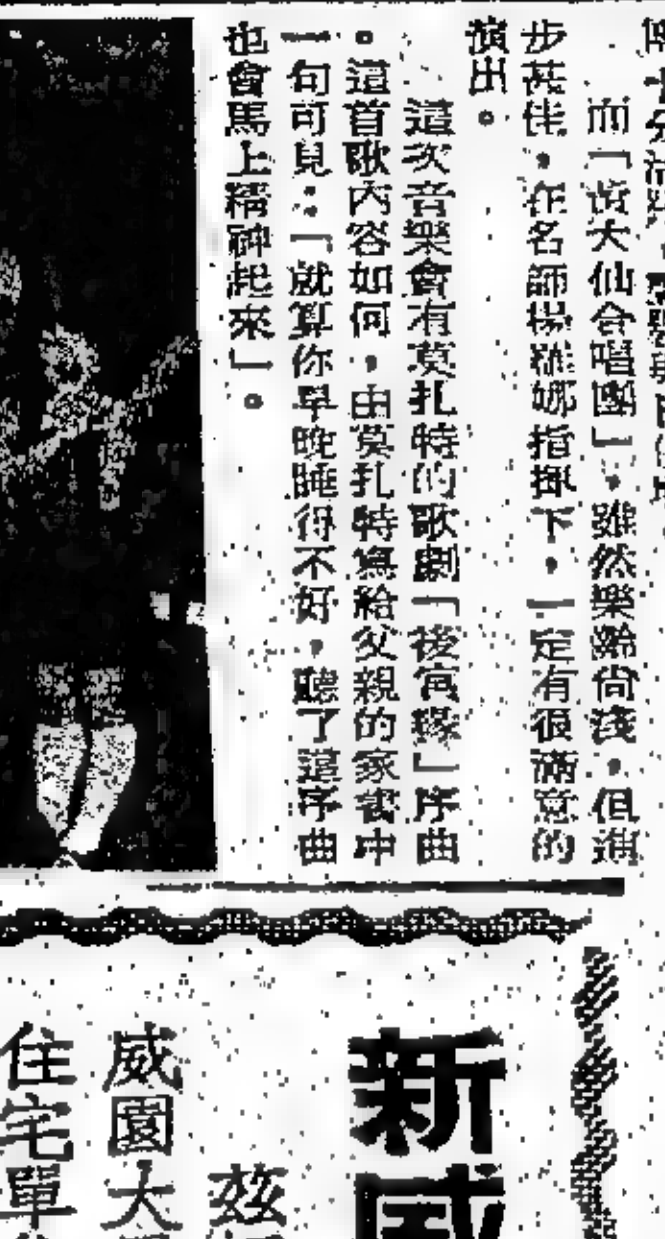 而「黃大仙合唱團」，雖然樂齡尚淺，但進
步甚佳，在名師楊羅娜指揮下，一定有很滿意的
演出。
這次音樂會有莫扎特的歌劇「後宮緣」序曲
。這首歌內容如何，由莫扎特寫給父親的家書中
一句可見：「就算你早晚睡得不好，聽了這序曲
也會馬上精神起來」。
新威
茲
威園大
住宅單